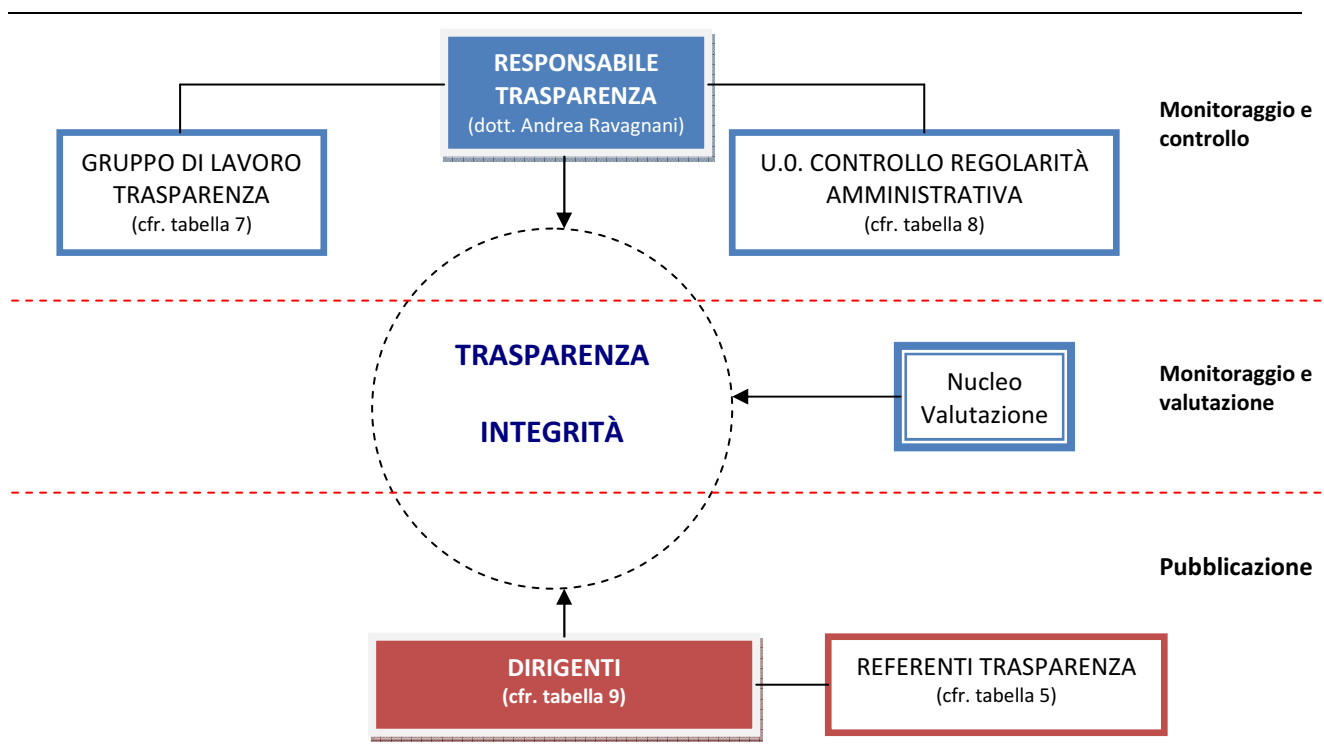 RESPONSABILE
TRASPARENZA
(dott. Andrea Ravagnani)
Monitoraggio e
controllo
GRUPPO DI LAVORO
TRASPARENZA
(cfr. tabella 7)
U.0. CONTROLLO REGOLARITÀ
AMMINISTRATIVA
(cfr. tabella 8)
TRASPARENZA
INTEGRITÀ
Nucleo
Valutazione
Monitoraggio e
valutazione
Pubblicazione
DIRIGENTI
(cfr. tabella 9)
REFERENTI TRASPARENZA
(cfr. tabella 5)